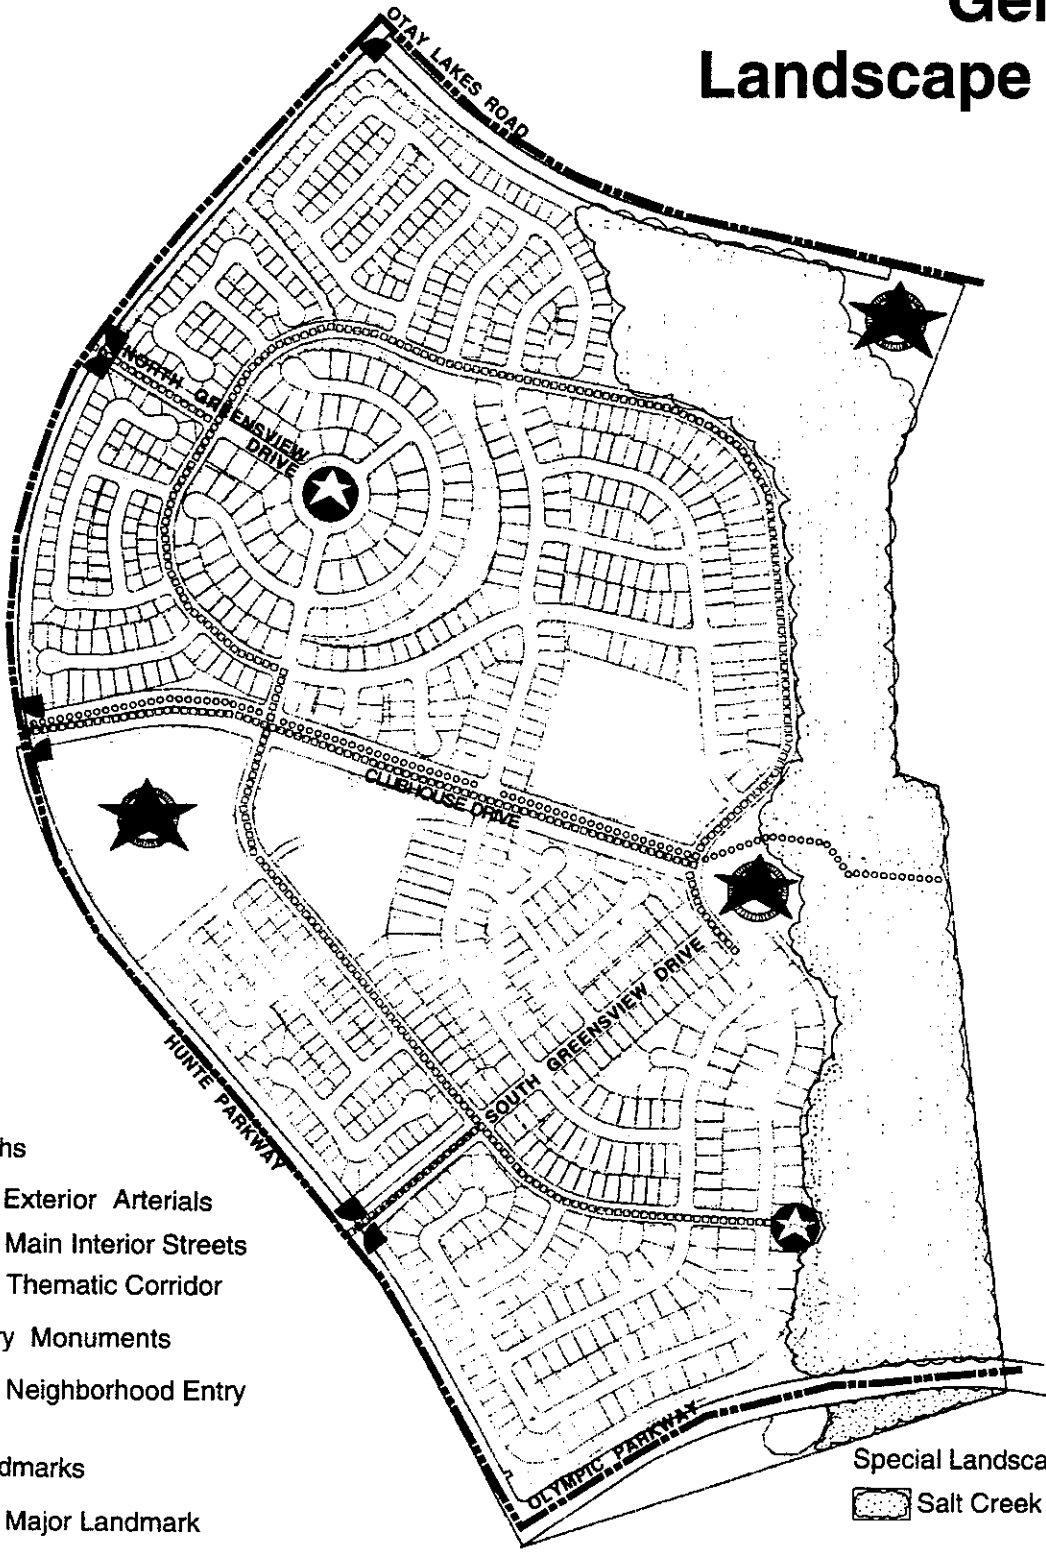 Landscape
OTAY LAKES ROAD
NORTH GREENSVIEW
DRIVE
CLUBHOUSE DRIVE
SOUTH GREENSVIEW DRIVE
HUNTE PARKWAY
OLYMPIC PARKWAY
Exterior Arterials
Main Interior Streets
Thematic Corridor
Monuments
Neighborhood Entry
Major Landmark
Special
Salt Creek